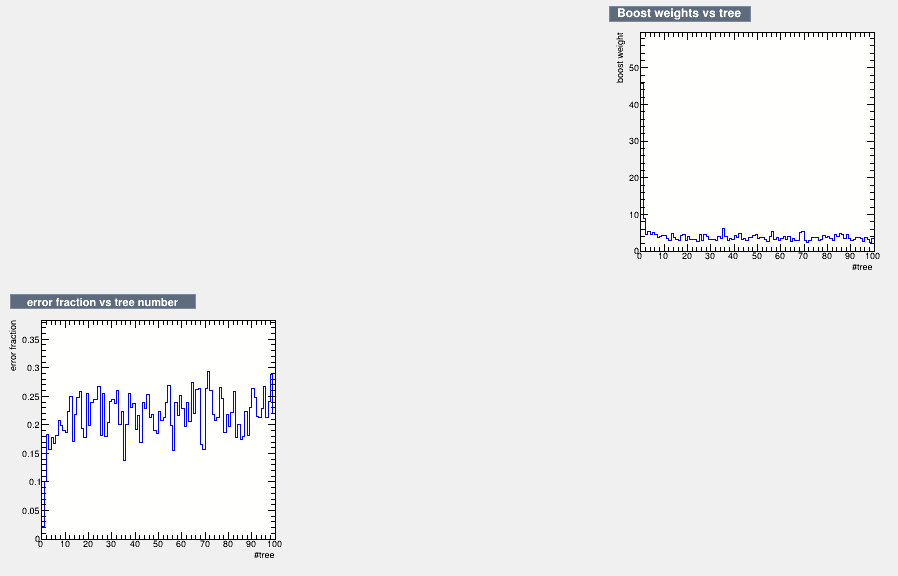 Boost weights vs tree
boost weight
50
40
30
20
10
0
0 10 20 30 40 50 60 70 80 90 100
#tree
error fraction vs tree number
error fraction
0.35
0.3
0.25
0.2
0.15
0.1
0.05
0
0 10 20 30 40 50 60 70 80 90 100
#tree